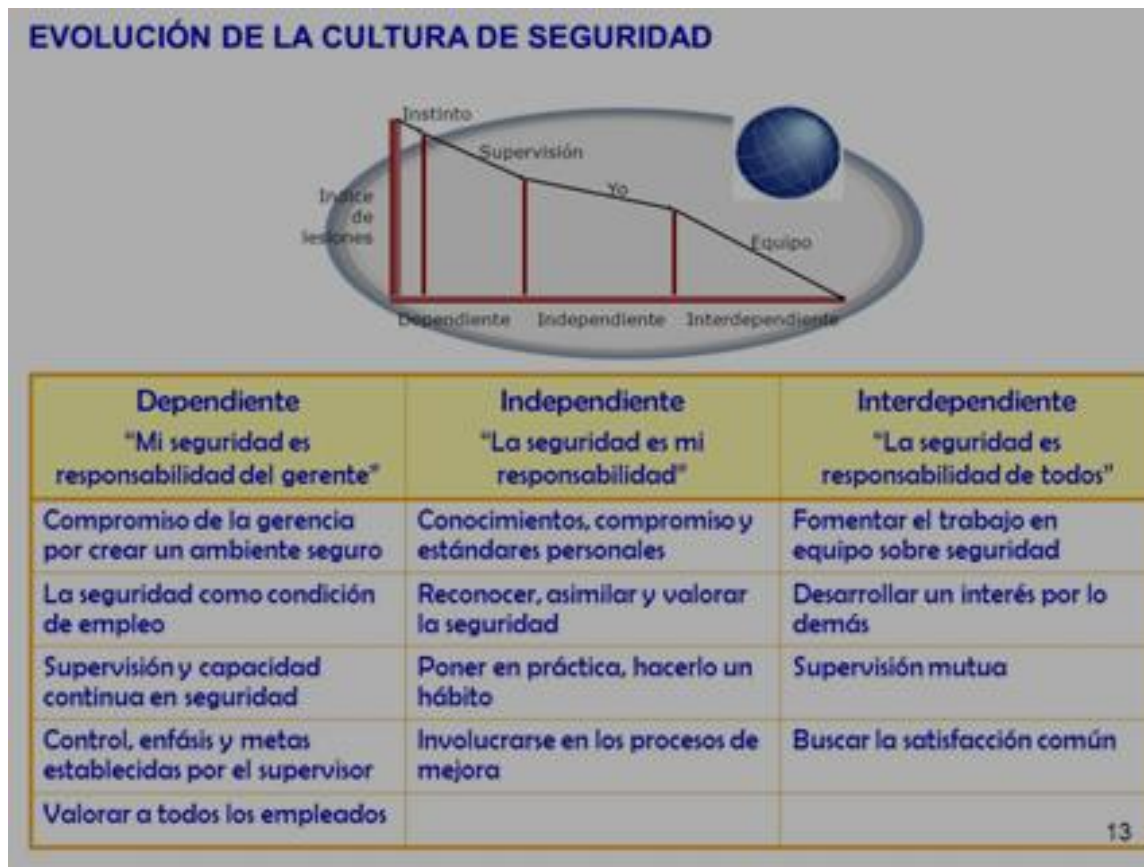 EVOLUCIÓN DE LA CULTURA DE SEGURIDAD
Instinto
Supervisión
Yo
Equipo
Indice
de
lesiones
Dependiente Independiente Interdependiente
Dependiente
"Mi seguridad es
responsabilidad del gerente"
Independiente
"La seguridad es mi
responsabilidad"
Interdependiente
"La seguridad es
responsabilidad de todos"
Compromiso de la gerencia
por crear un ambiente seguro
Conocimientos, compromiso y
estándares personales
Fomentar el trabajo en
equipo sobre seguridad
La seguridad como condición
de empleo
Reconocer, asimilar y valorar
la seguridad
Desarrollar un interés por lo
demás
Supervisión y capacidad
continua en seguridad
Poner en práctica, hacerlo un
hábito
Supervisión mutua
Control, enfásis y metas
establecidas por el supervisor
Involucrarse en los procesos de
mejora
Buscar la satisfacción común
Valorar a todos los empleados
13